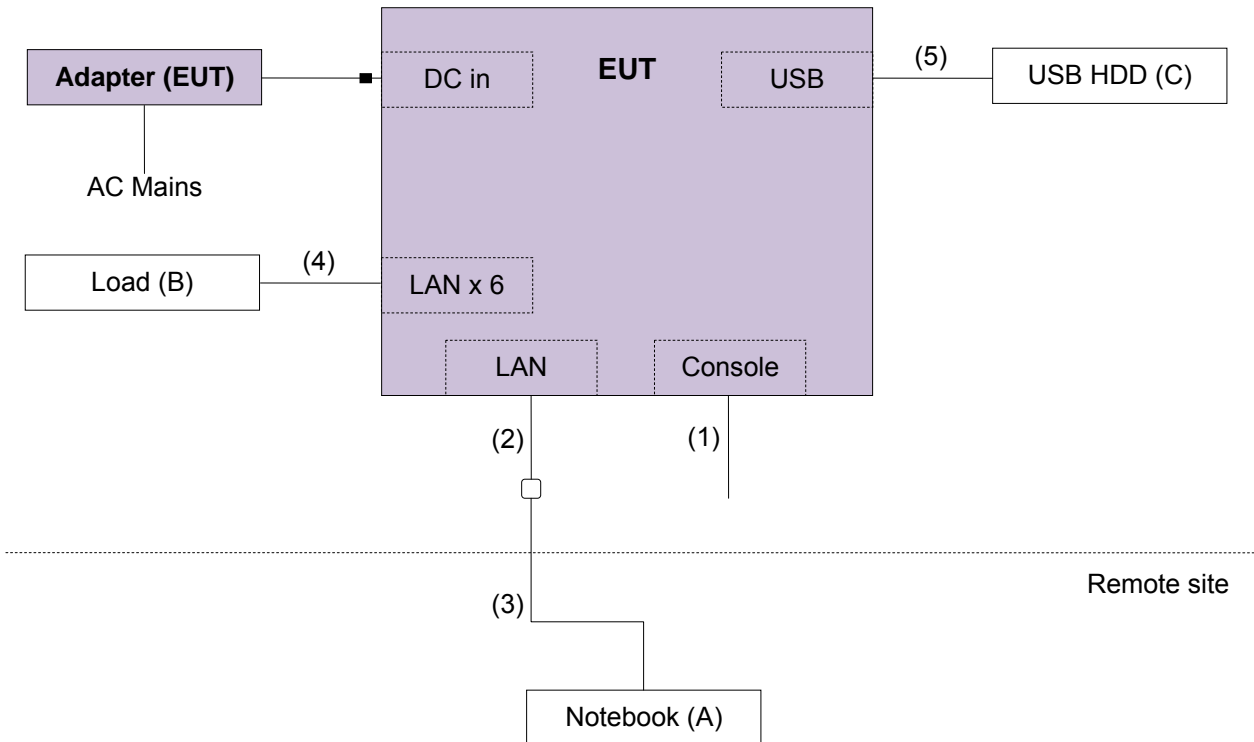 EUT
Adapter (EUT)
DC in
USB
(5)
USB HDD (C)
AC Mains
Load (B)
(4)
LAN x 6
LAN
Console
(2)
(1)
Remote site
(3)
Notebook (A)